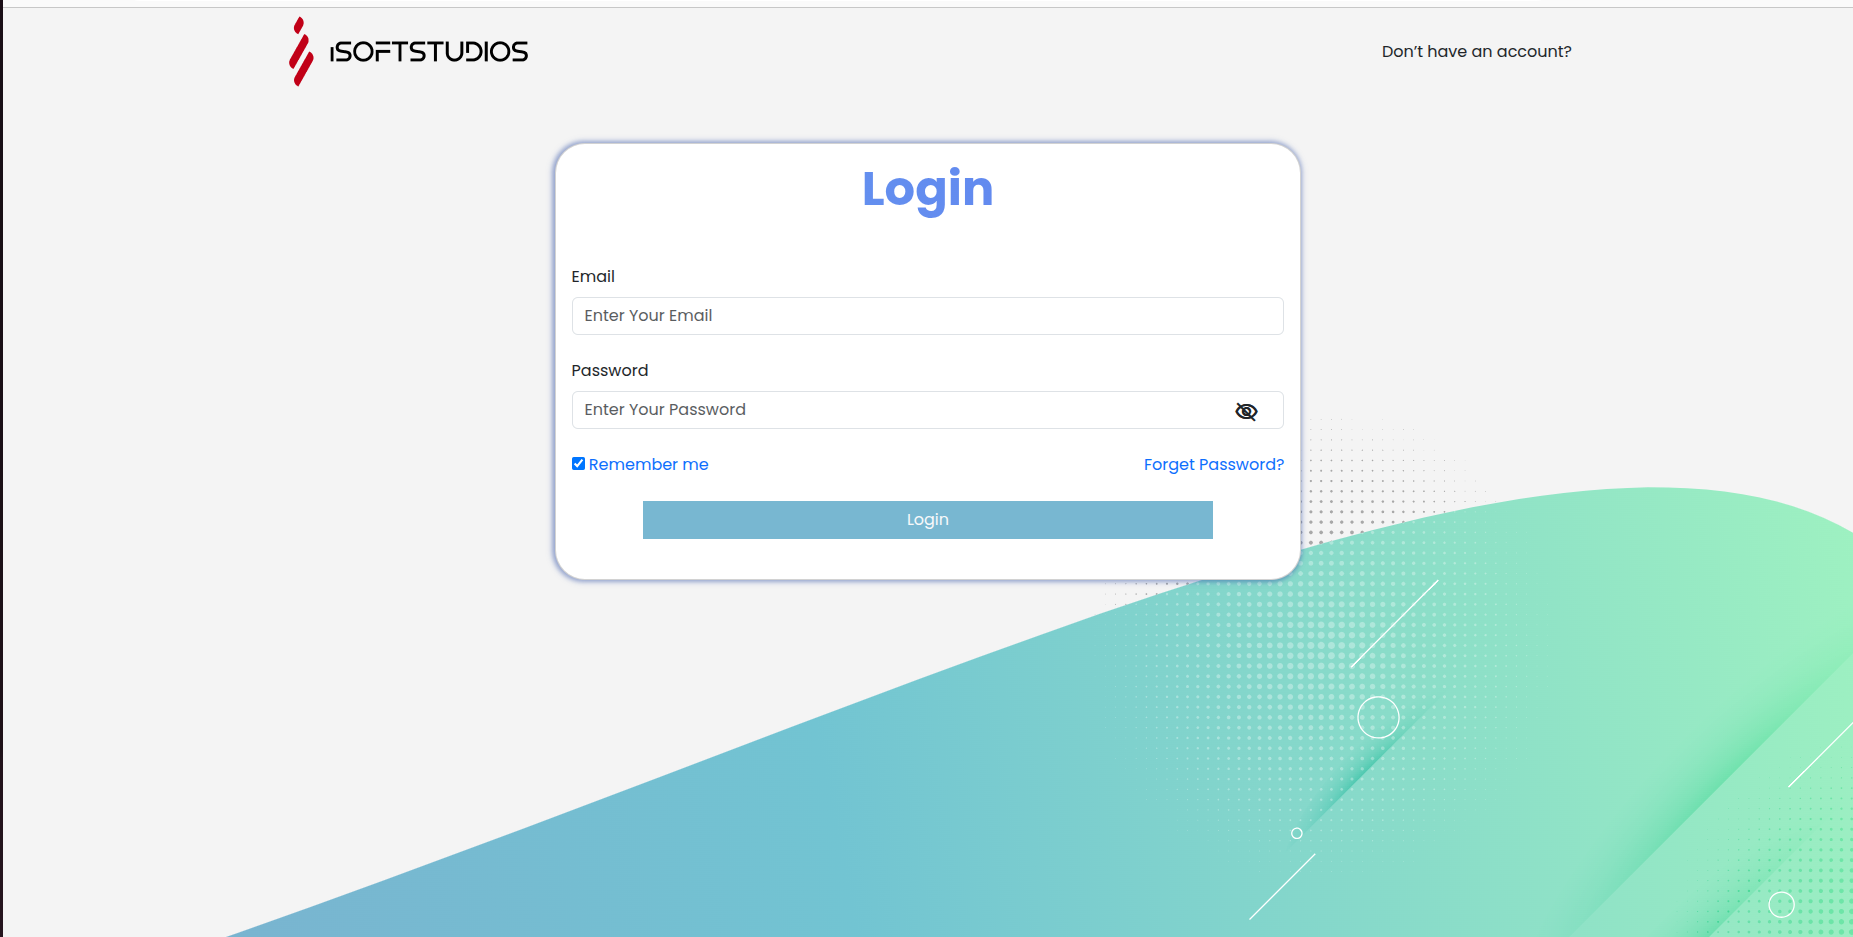 iSOFTSTUDIOS
Don't have an account?
Login
Email
Enter Your Email
Password
Enter Your Password
Remember me
Forget Password?
Login